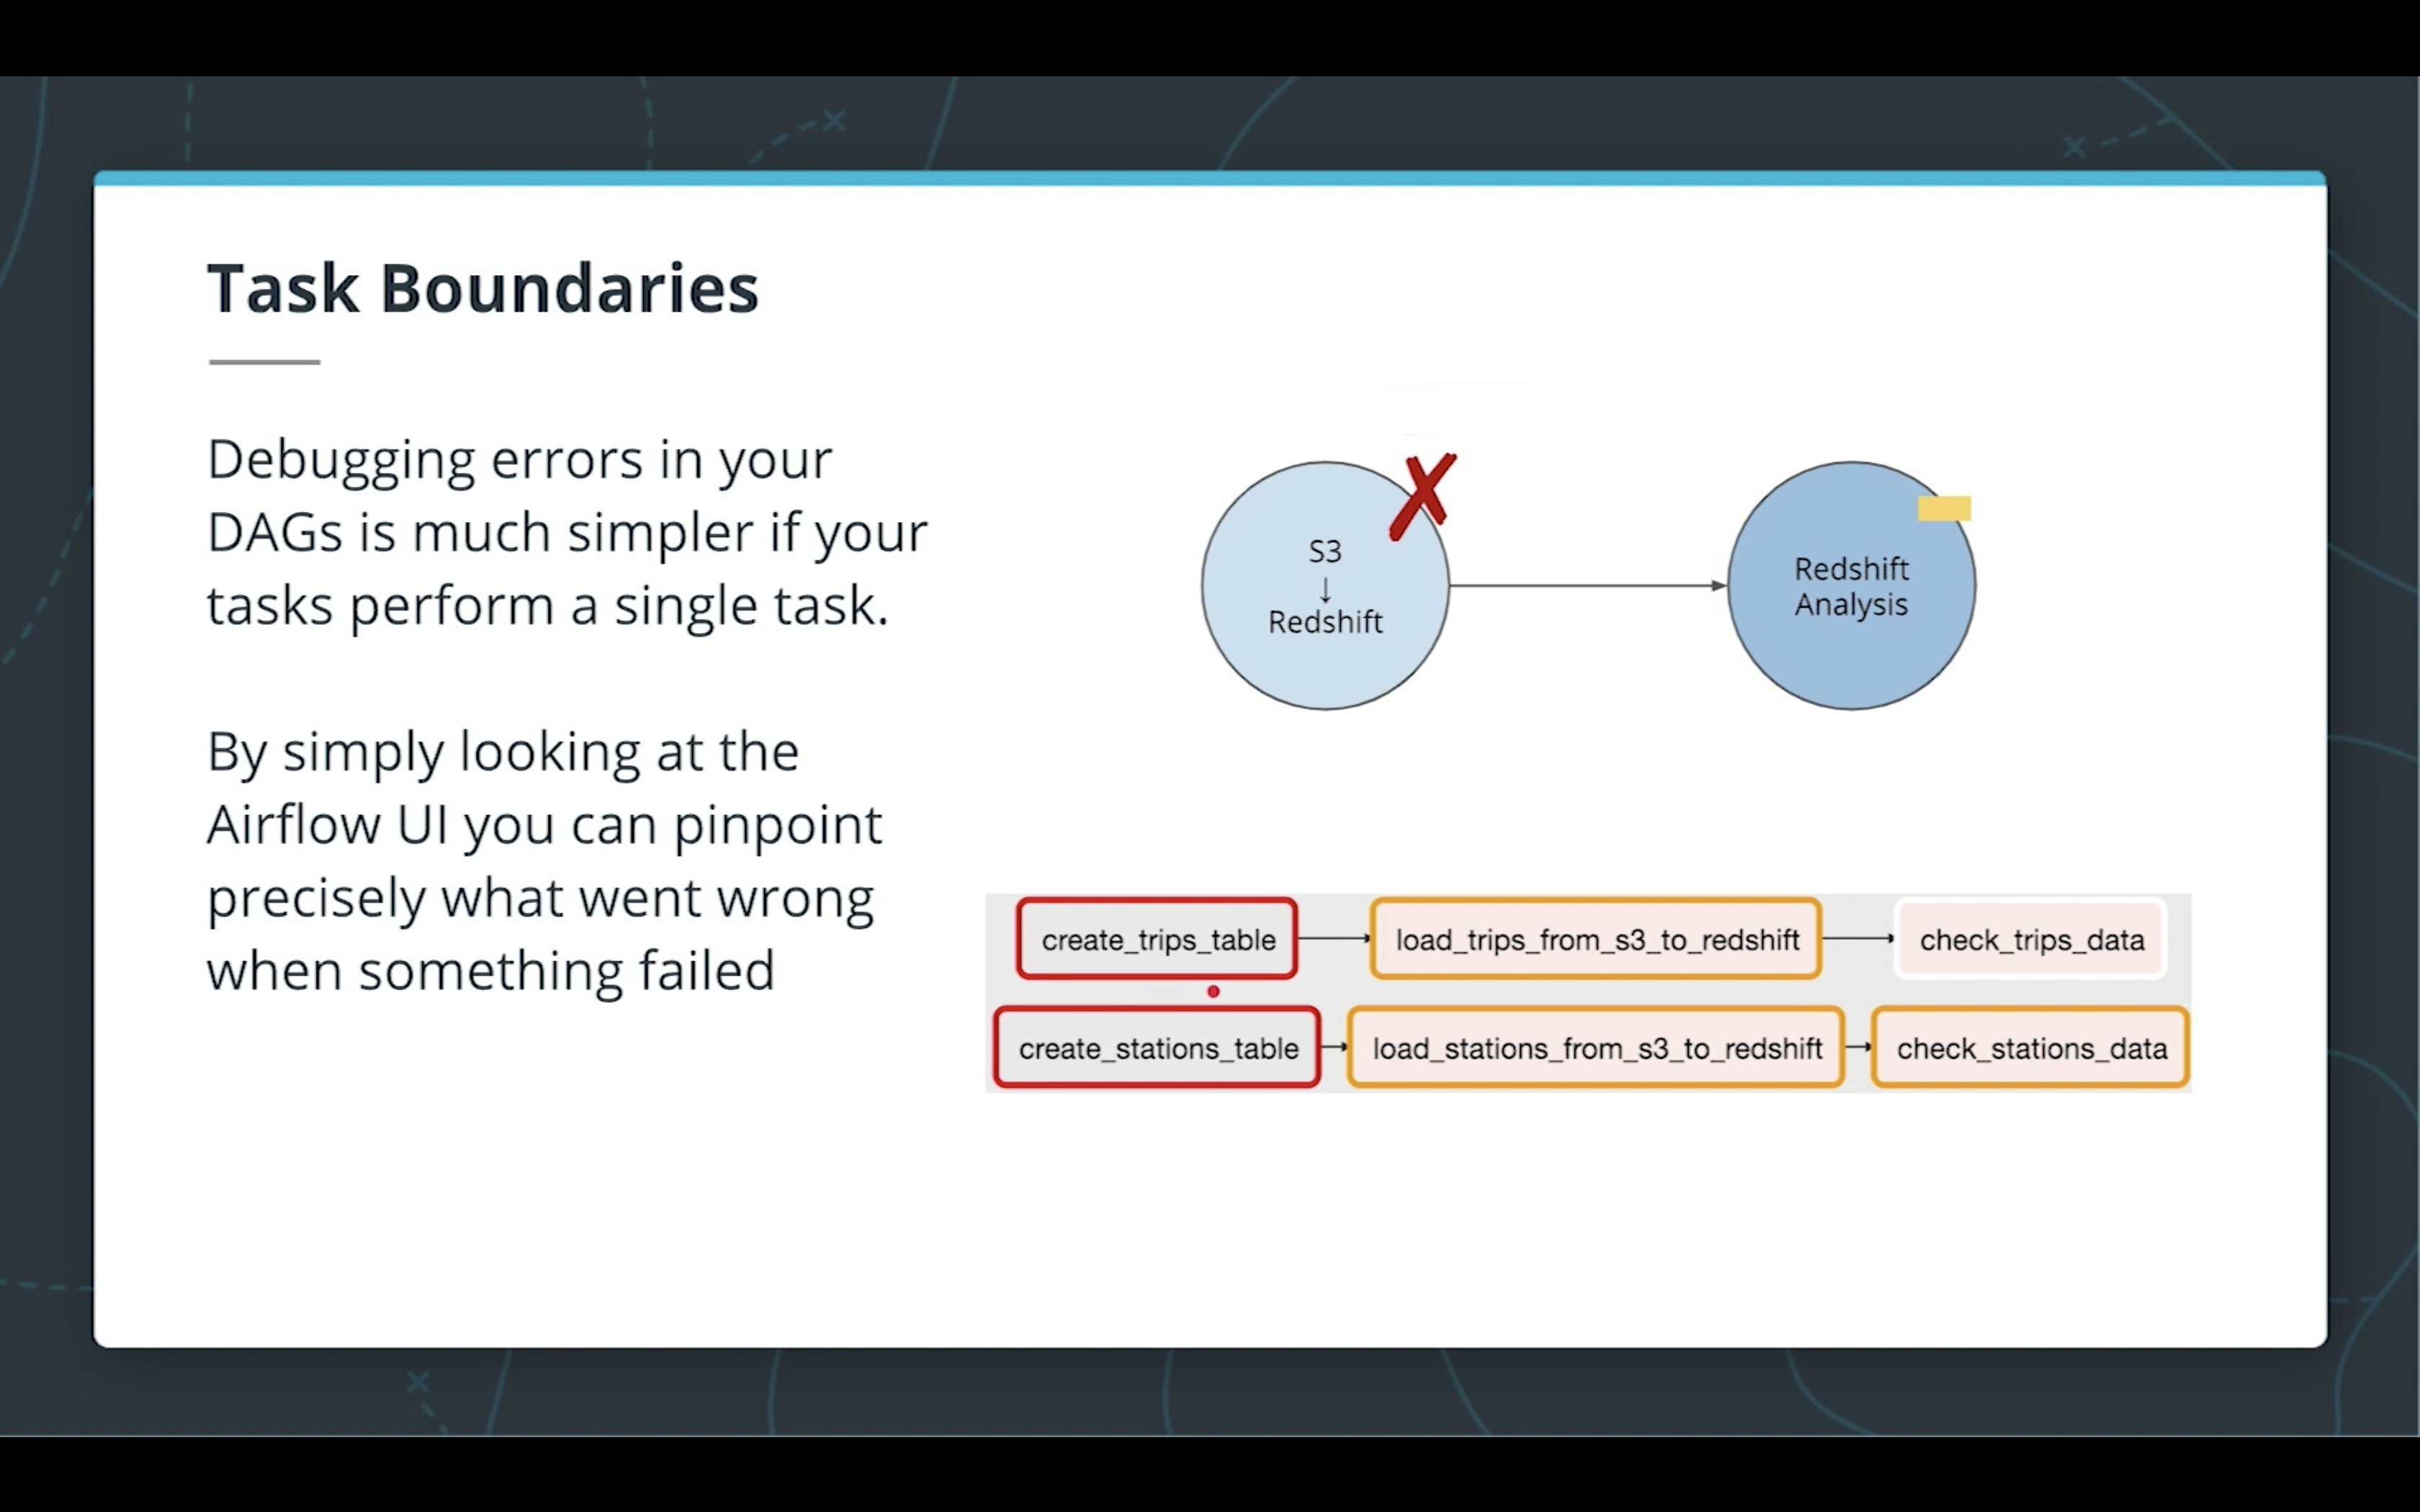 Task Boundaries
Debugging errors in your
DAGs is much simpler if your
tasks perform a single task.
By simply looking at the
Airflow UI you can pinpoint
precisely what went wrong
when something failed
S3
↓
Redshift
Redshift
Analysis
create_trips_table
load_trips_from_s3_to_redshift
check_trips_data
create_stations_table
load_stations_from_s3_to_redshift
check_stations_data